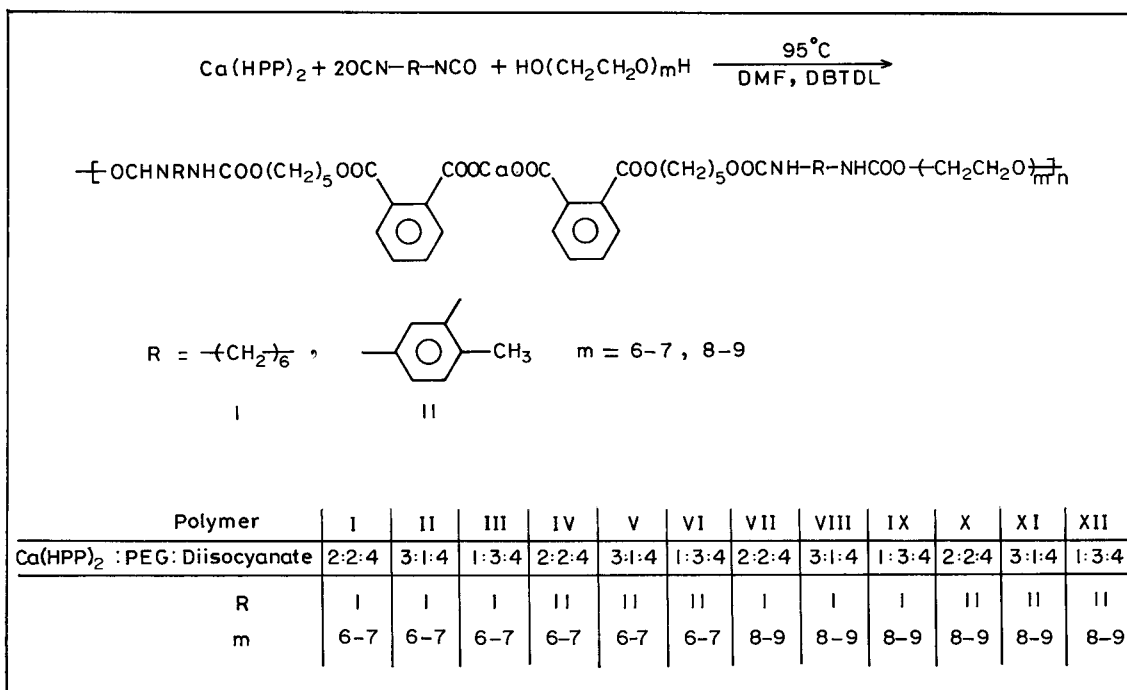 Ca(HPP)₂ + 2OCN–R–NCO + HO(CH₂CH₂O)mH 95°C DMF, DBTDL
–[OCHNRNHCOO(CH₂)₅OOC COOCaOOC COO(CH₂)₅OOCNH–R–NHCOO–(CH₂CH₂O)m]n
R = –(CH₂)₆ , CH₃ m = 6–7, 8–9
I II
Polymer I II III IV V VI VII VIII IX X XI XII
Ca(HPP)₂ : PEG: Diisocyanate 2:2:4 3:1:4 1:3:4 2:2:4 3:1:4 1:3:4 2:2:4 3:1:4 1:3:4 2:2:4 3:1:4 1:3:4
R I I I II II II I I I II II II
m 6–7 6–7 6–7 6–7 6–7 6–7 8–9 8–9 8–9 8–9 8–9 8–9